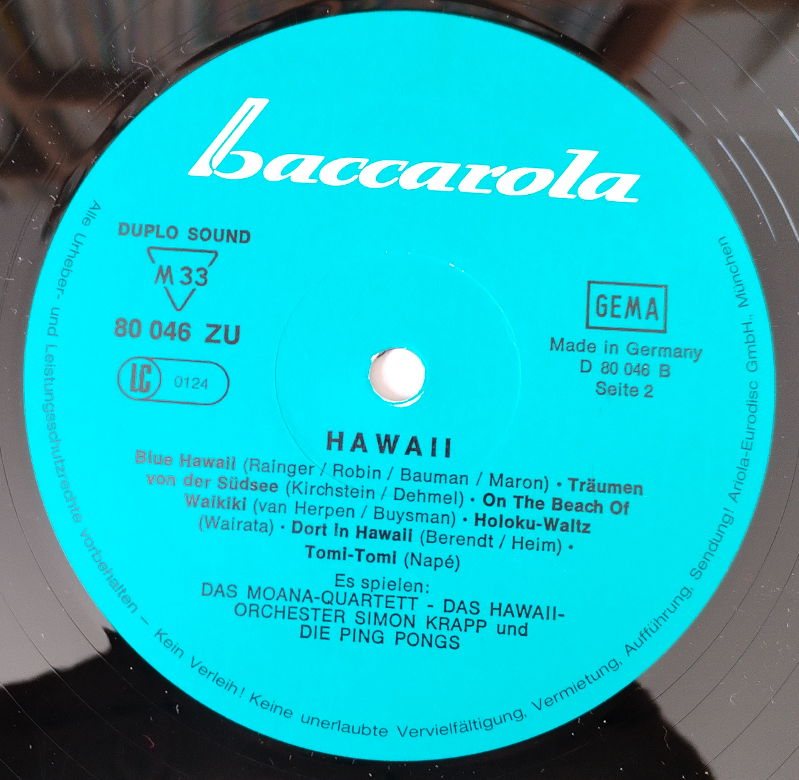 baccarola
DUPLO SOUND
M 33
80 046 ZU
LC 0124
GEMA
Made in Germany
D 80 046 B
Seite 2
HAWAII
Blue Hawaii (Rainger / Robin / Bauman / Maron) · Träumen
von der Südsee (Kirchstein / Dehmel) · On The Beach Of
Waikiki (van Herpen / Buysman) · Holoku-Waltz
(Wairata) · Dort in Hawaii (Berendt / Heim) ·
Tomi-Tomi (Napé)
Es spielen:
DAS MOANA-QUARTETT - DAS HAWAII-
ORCHESTER SIMON KRAPP und
DIE PING PONGS
Alle Urheber- und Leistungsschutzrechte vorbehalten – Kein Verleih! Keine unerlaubte Vervielfältigung, Vermietung, Aufführung, Sendung! Ariola-Eurodisc GmbH., München